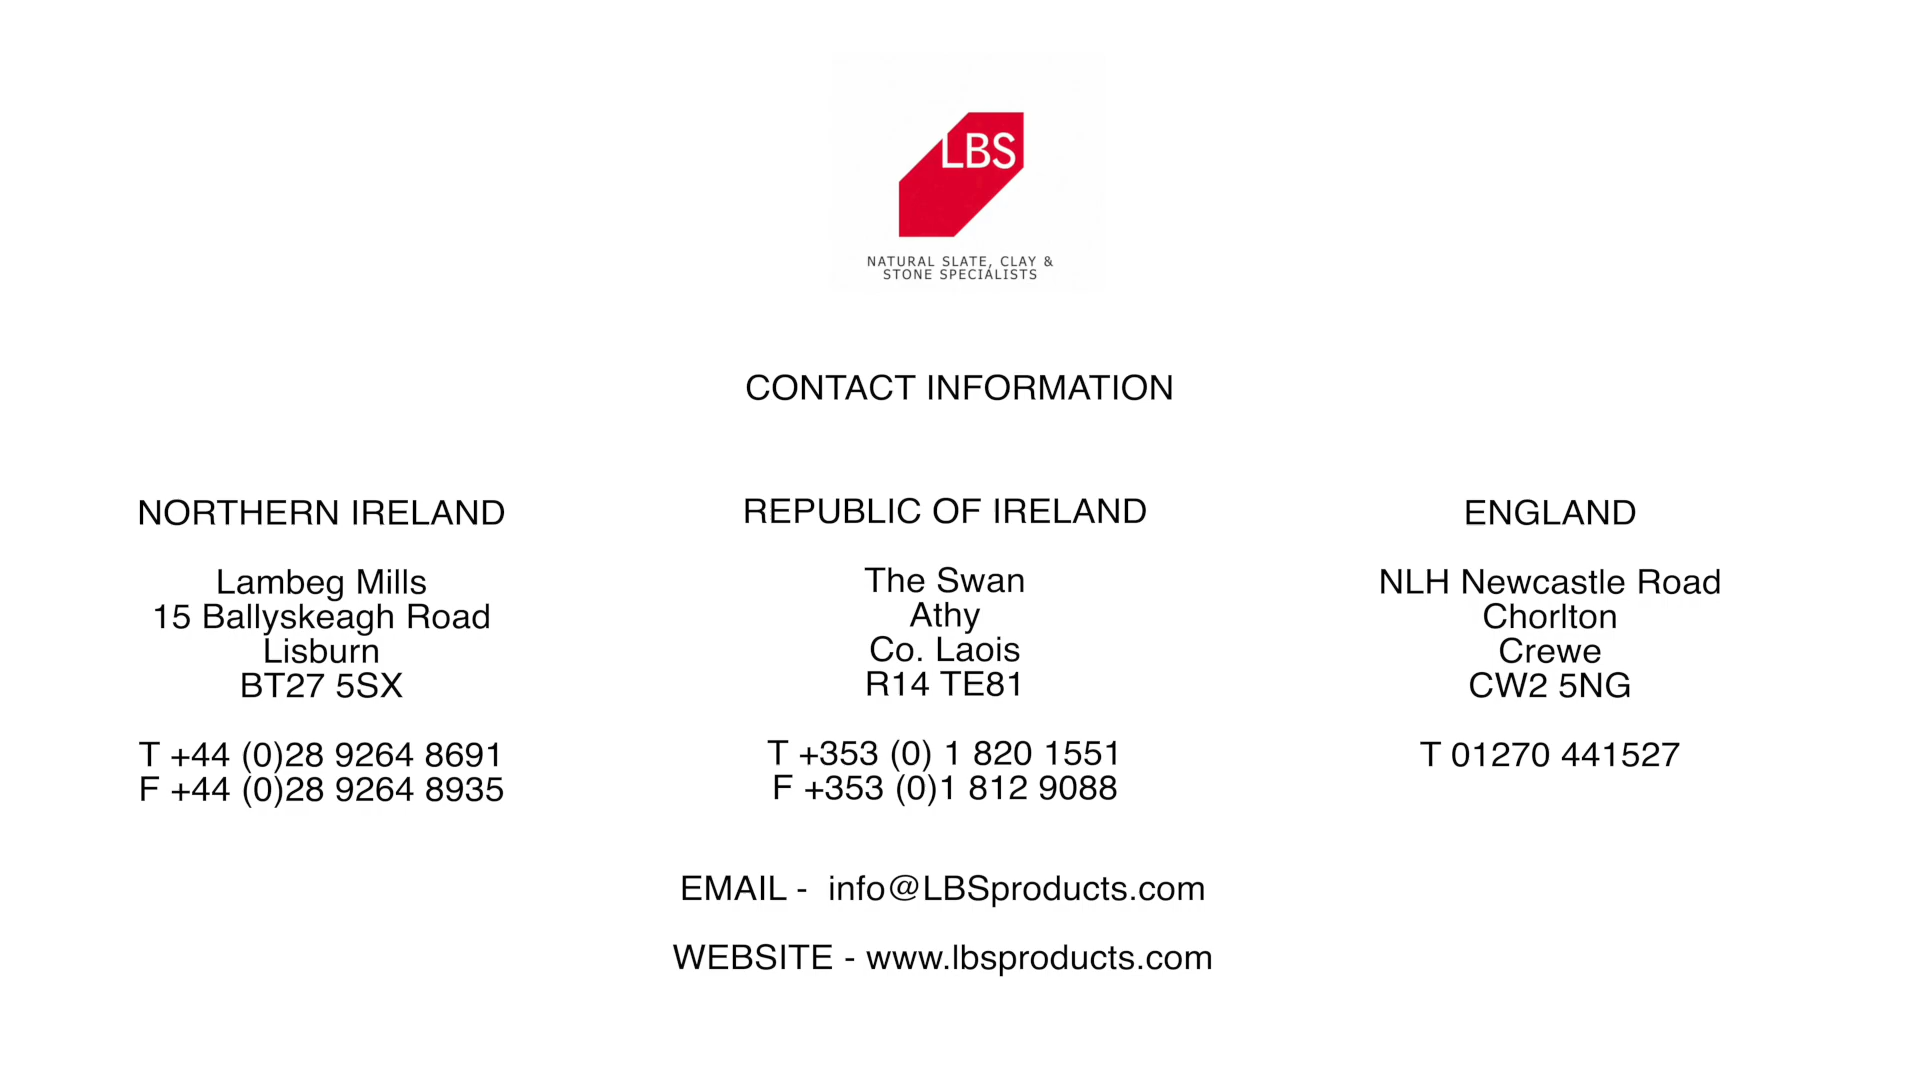 LBS
NATURAL SLATE, CLAY &
STONE SPECIALISTS
CONTACT INFORMATION
NORTHERN IRELAND
Lambeg Mills
15 Ballyskeagh Road
Lisburn
BT27 5SX
T +44 (0)28 9264 8691
F +44 (0)28 9264 8935
REPUBLIC OF IRELAND
The Swan
Athy
Co. Laois
R14 TE81
T +353 (0) 1 820 1551
F +353 (0)1 812 9088
ENGLAND
NLH Newcastle Road
Chorlton
Crewe
CW2 5NG
T 01270 441527
EMAIL -  info@LBSproducts.com
WEBSITE - www.lbsproducts.com